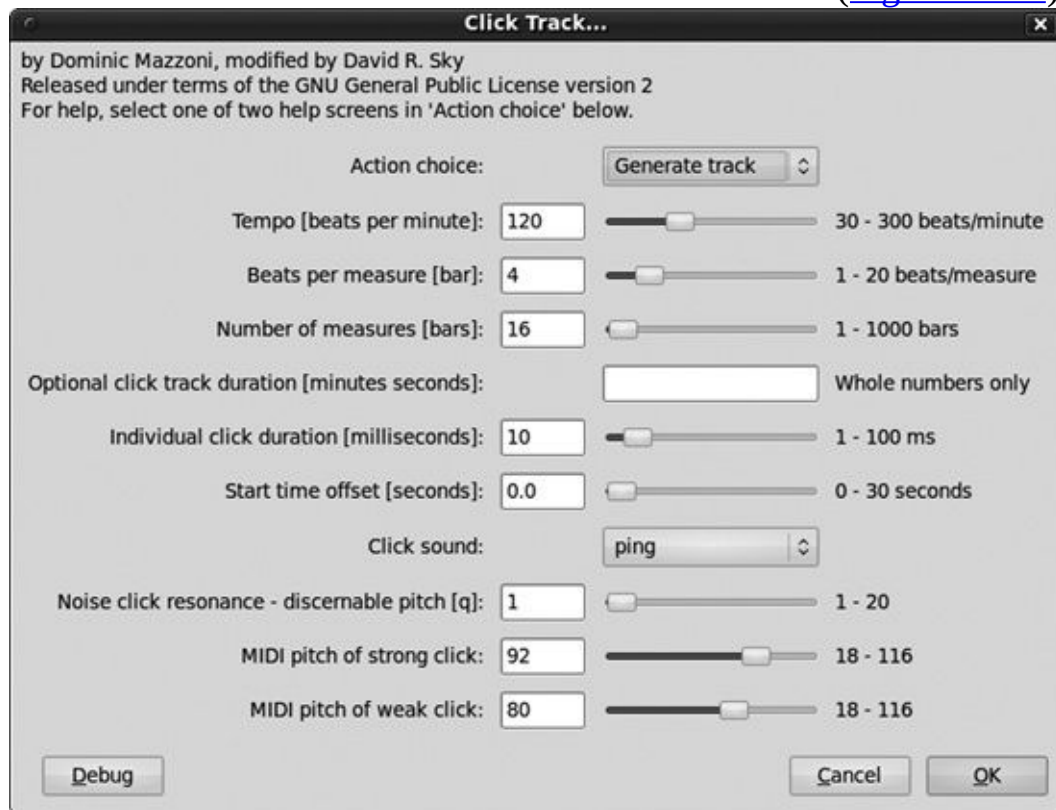 Click Track...
by Dominic Mazzoni, modified by David R. Sky
Released under terms of the GNU General Public License version 2
For help, select one of two help screens in 'Action choice' below.
Action choice: Generate track
Tempo [beats per minute]: 120 30 - 300 beats/minute
Beats per measure [bar]: 4 1 - 20 beats/measure
Number of measures [bars]: 16 1 - 1000 bars
Optional click track duration [minutes seconds]: Whole numbers only
Individual click duration [milliseconds]: 10 1 - 100 ms
Start time offset [seconds]: 0.0 0 - 30 seconds
Click sound: ping
Noise click resonance - discernable pitch [q]: 1 1 - 20
MIDI pitch of strong click: 92 18 - 116
MIDI pitch of weak click: 80 18 - 116
Debug Cancel OK